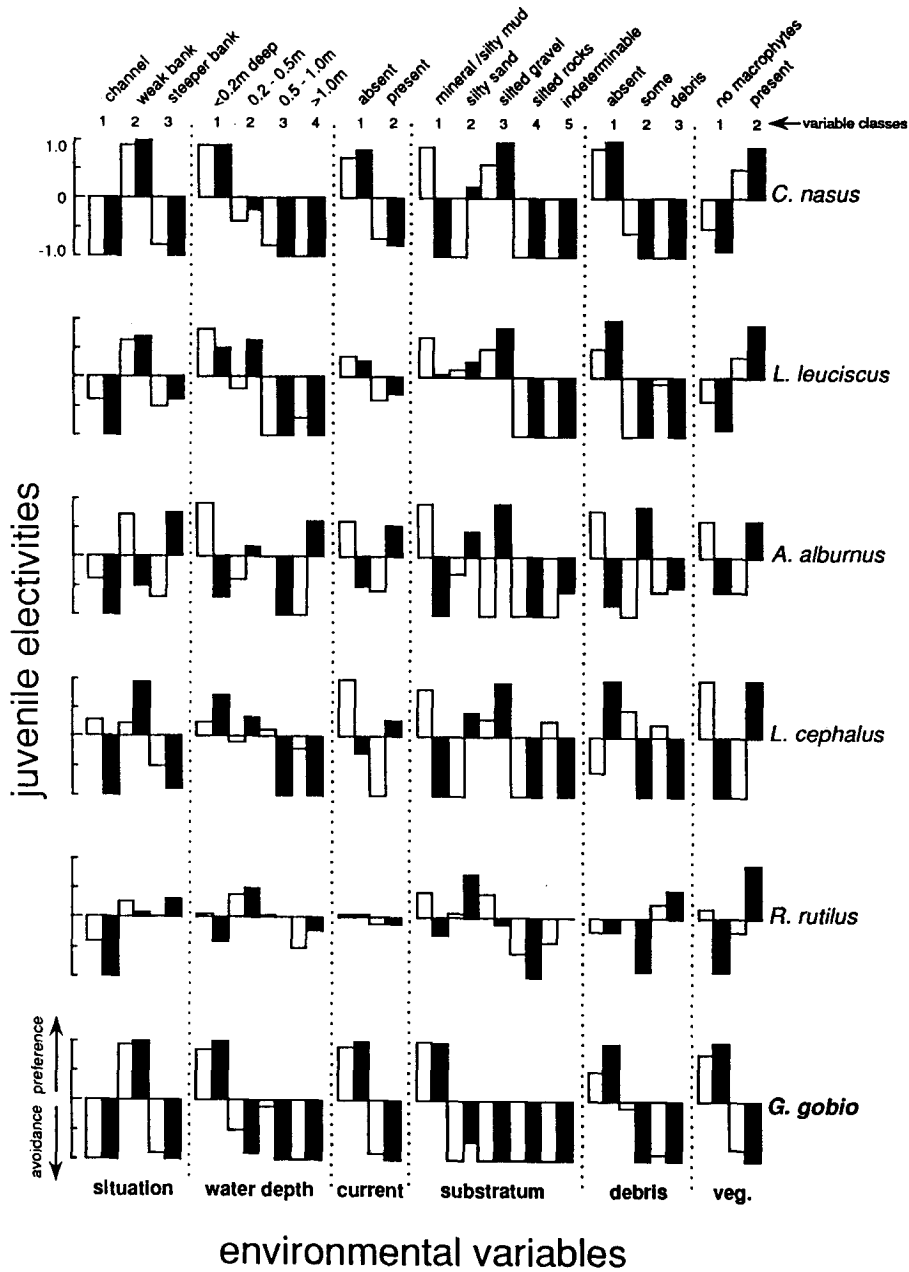 channel
weak bank
steeper bank
<0.2m deep
0.2 - 0.5m
0.5 - 1.0m
>1.0m
absent
present
mineral /silty mud
silty sand
silted gravel
silted rocks
indeterminable
absent
some
debris
no macrophytes
present
1 2 3 1 2 3 4 1 2 1 2 3 4 5 1 2 3 1 2 variable classes
1.0
0
-1.0
C. nasus
L. leuciscus
A. alburnus
L. cephalus
R. rutilus
G. gobio
juvenile electivities
avoidance preference
situation water depth current substratum debris veg.
environmental variables